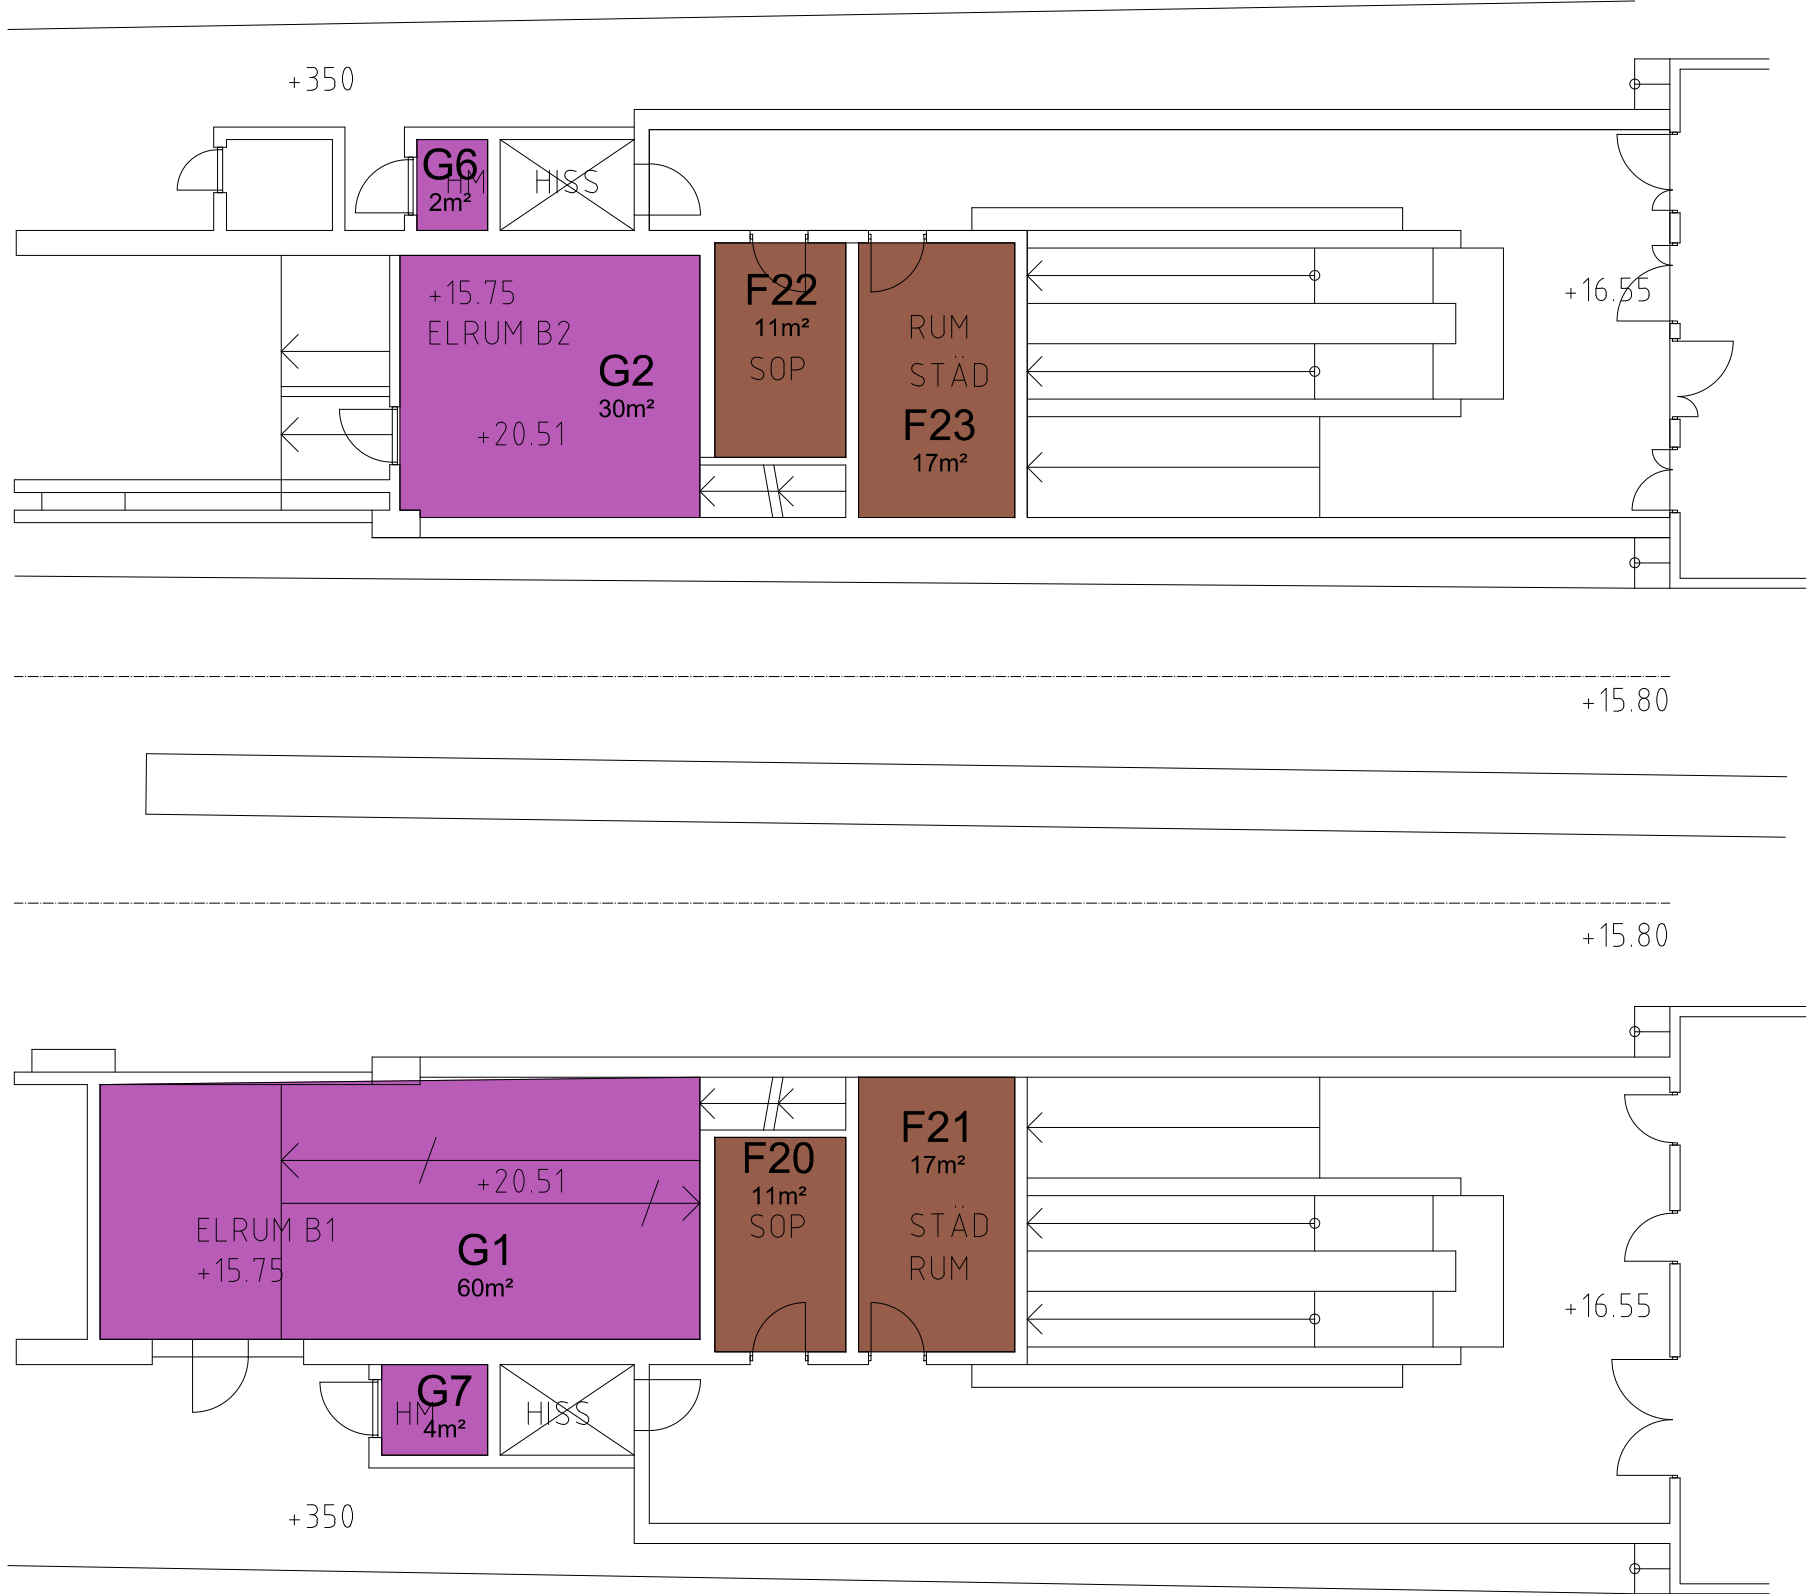 +350
G6
HM
2m²
HISS
+15.75
ELRUM B2
G2
30m²
+20.51
F22
11m²
SOP
RUM
STÄD
F23
17m²
+16.55
+15.80
+15.80
+20.51
ELRUM B1
+15.75
G1
60m²
F20
11m²
SOP
F21
17m²
STÄD
RUM
+16.55
G7
HM
4m²
HISS
+350